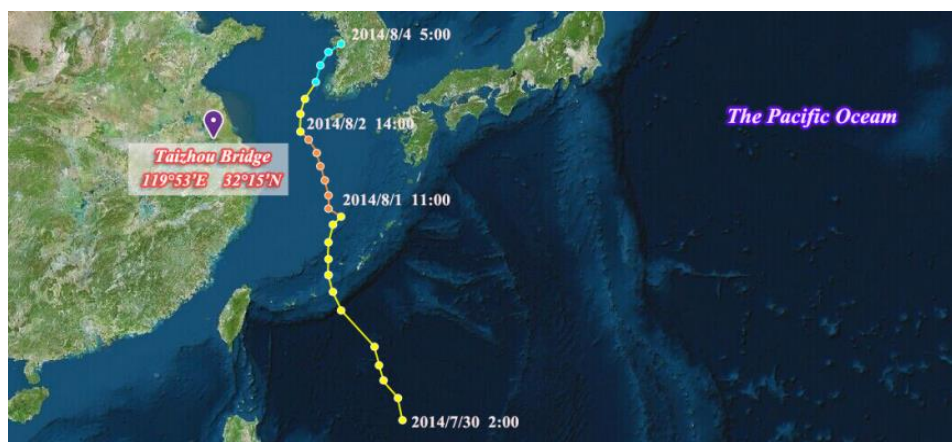 2014/8/4 5:00
The Pacific Oceam
2014/8/2 14:00
Taizhou Bridge
119°53'E 32°15'N
2014/8/1 11:00
2014/7/30 2:00